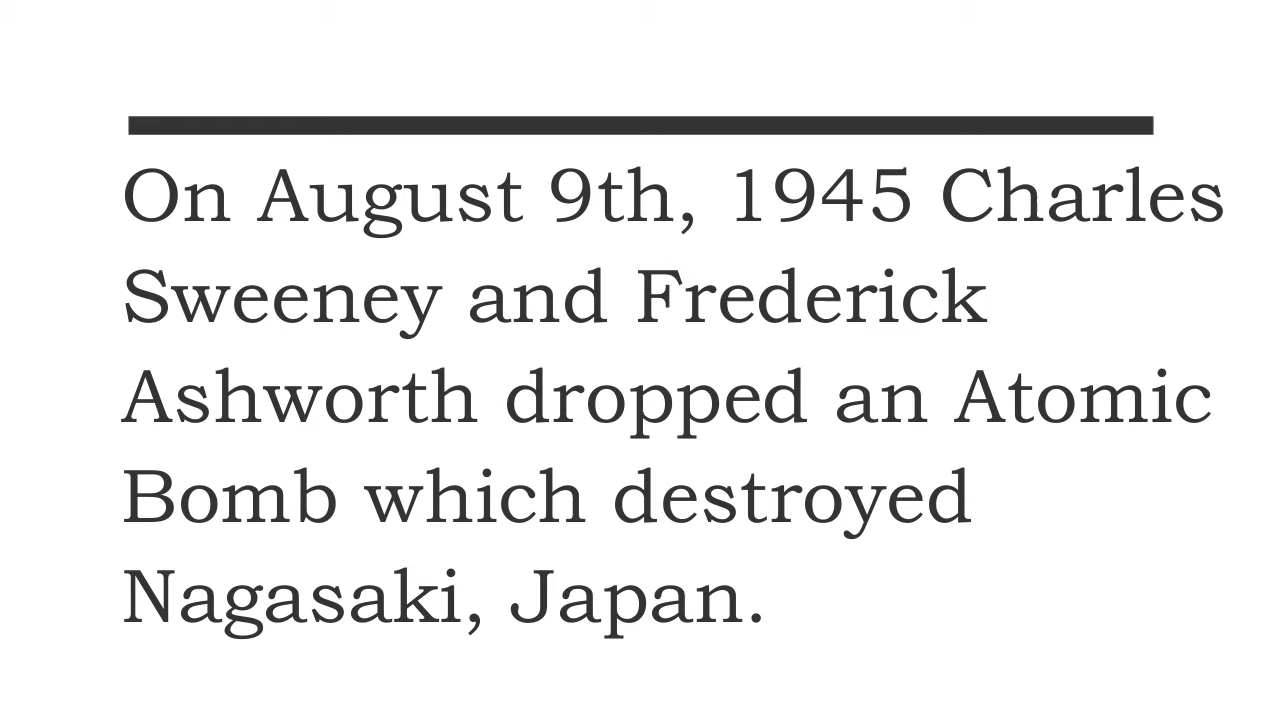 On August 9th, 1945 Charles
Sweeney and Frederick
Ashworth dropped an Atomic
Bomb which destroyed
Nagasaki, Japan.